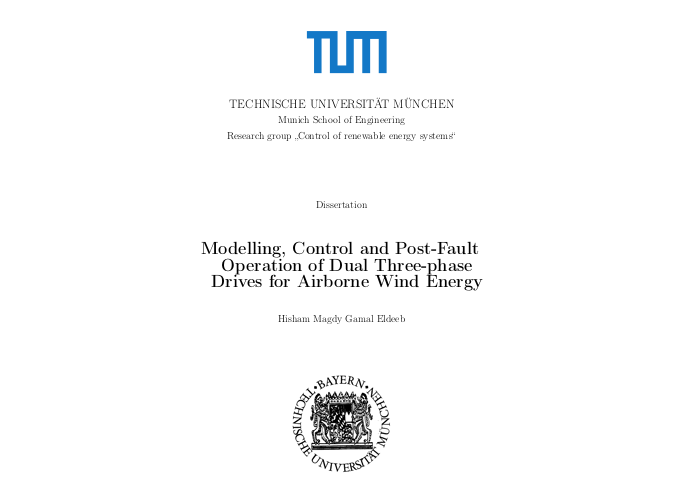 TUM
TECHNISCHE UNIVERSITÄT MÜNCHEN
Munich School of Engineering
Research group „Control of renewable energy systems“
Dissertation
Modelling, Control and Post-Fault
Operation of Dual Three-phase
Drives for Airborne Wind Energy
Hisham Magdy Gamal Eldeeb
•BAYERN•
TECHNISCHE UNIVERSITÄT MÜNCHEN